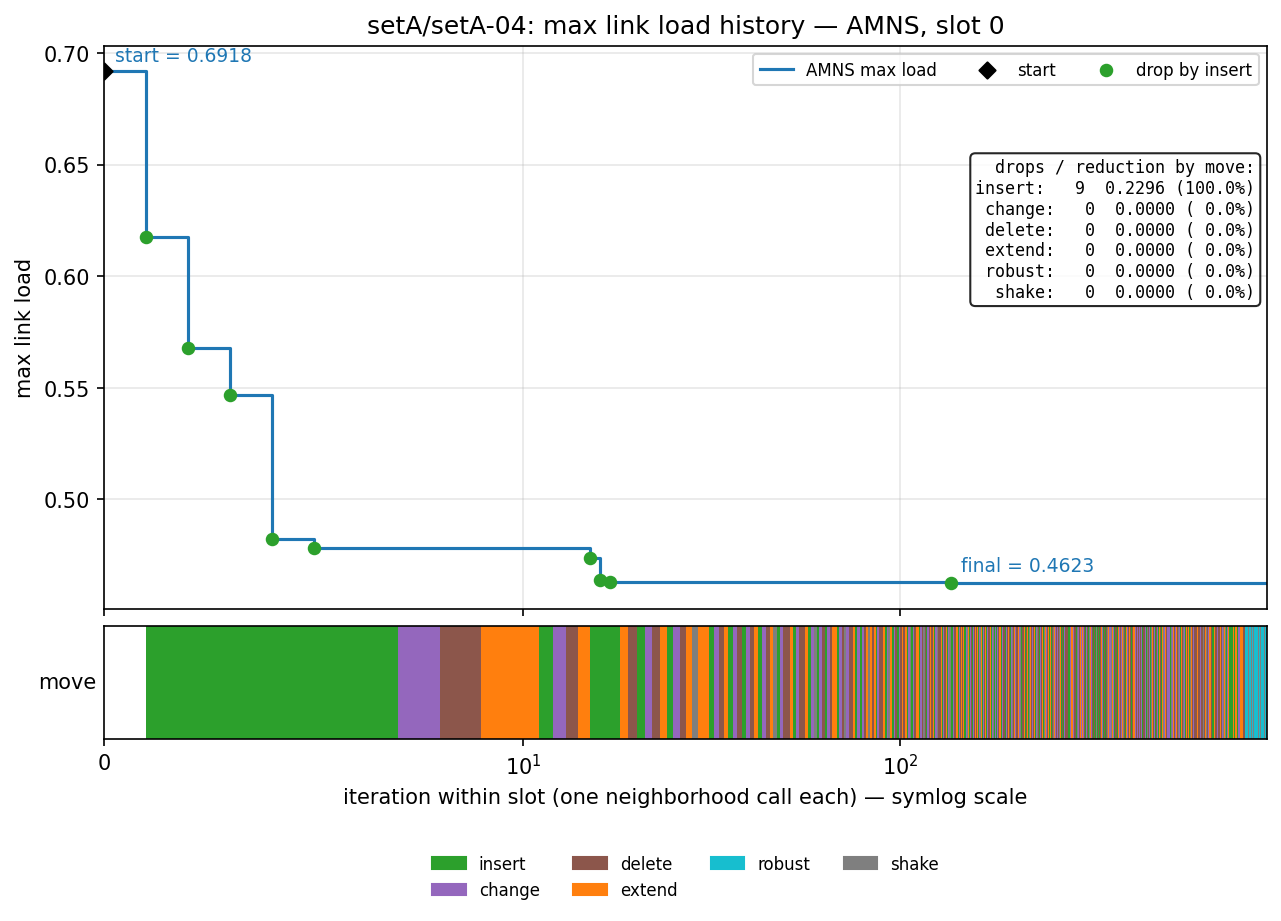 setA/setA-04: max link load history — AMNS, slot 0
start = 0.6918
AMNS max load
start
drop by insert
0.70
0.65
0.60
0.55
0.50
max link load
drops / reduction by move:
insert: 9 0.2296 (100.0%)
change: 0 0.0000 ( 0.0%)
delete: 0 0.0000 ( 0.0%)
extend: 0 0.0000 ( 0.0%)
robust: 0 0.0000 ( 0.0%)
shake: 0 0.0000 ( 0.0%)
final = 0.4623
move
0
10¹
10²
iteration within slot (one neighborhood call each) — symlog scale
insert
delete
robust
shake
change
extend